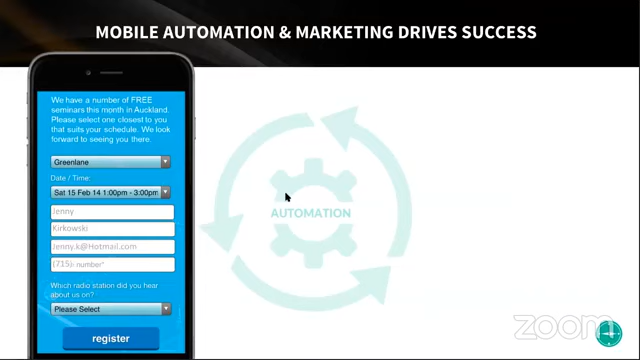 MOBILE AUTOMATION & MARKETING DRIVES SUCCESS
We have a number of FREE
seminars this month in Auckland.
Please select one closest to you
that suits your schedule. We look
forward to seeing you there.
Greenlane
Date / Time:
Sat 15 Feb 14 1:00pm - 3:00pm
Jenny
Kirkowski
Jenny.k@Hotmail.com
(715)- number*
Which radio station did you hear
about us on?
Please Select
register
AUTOMATION
zoom